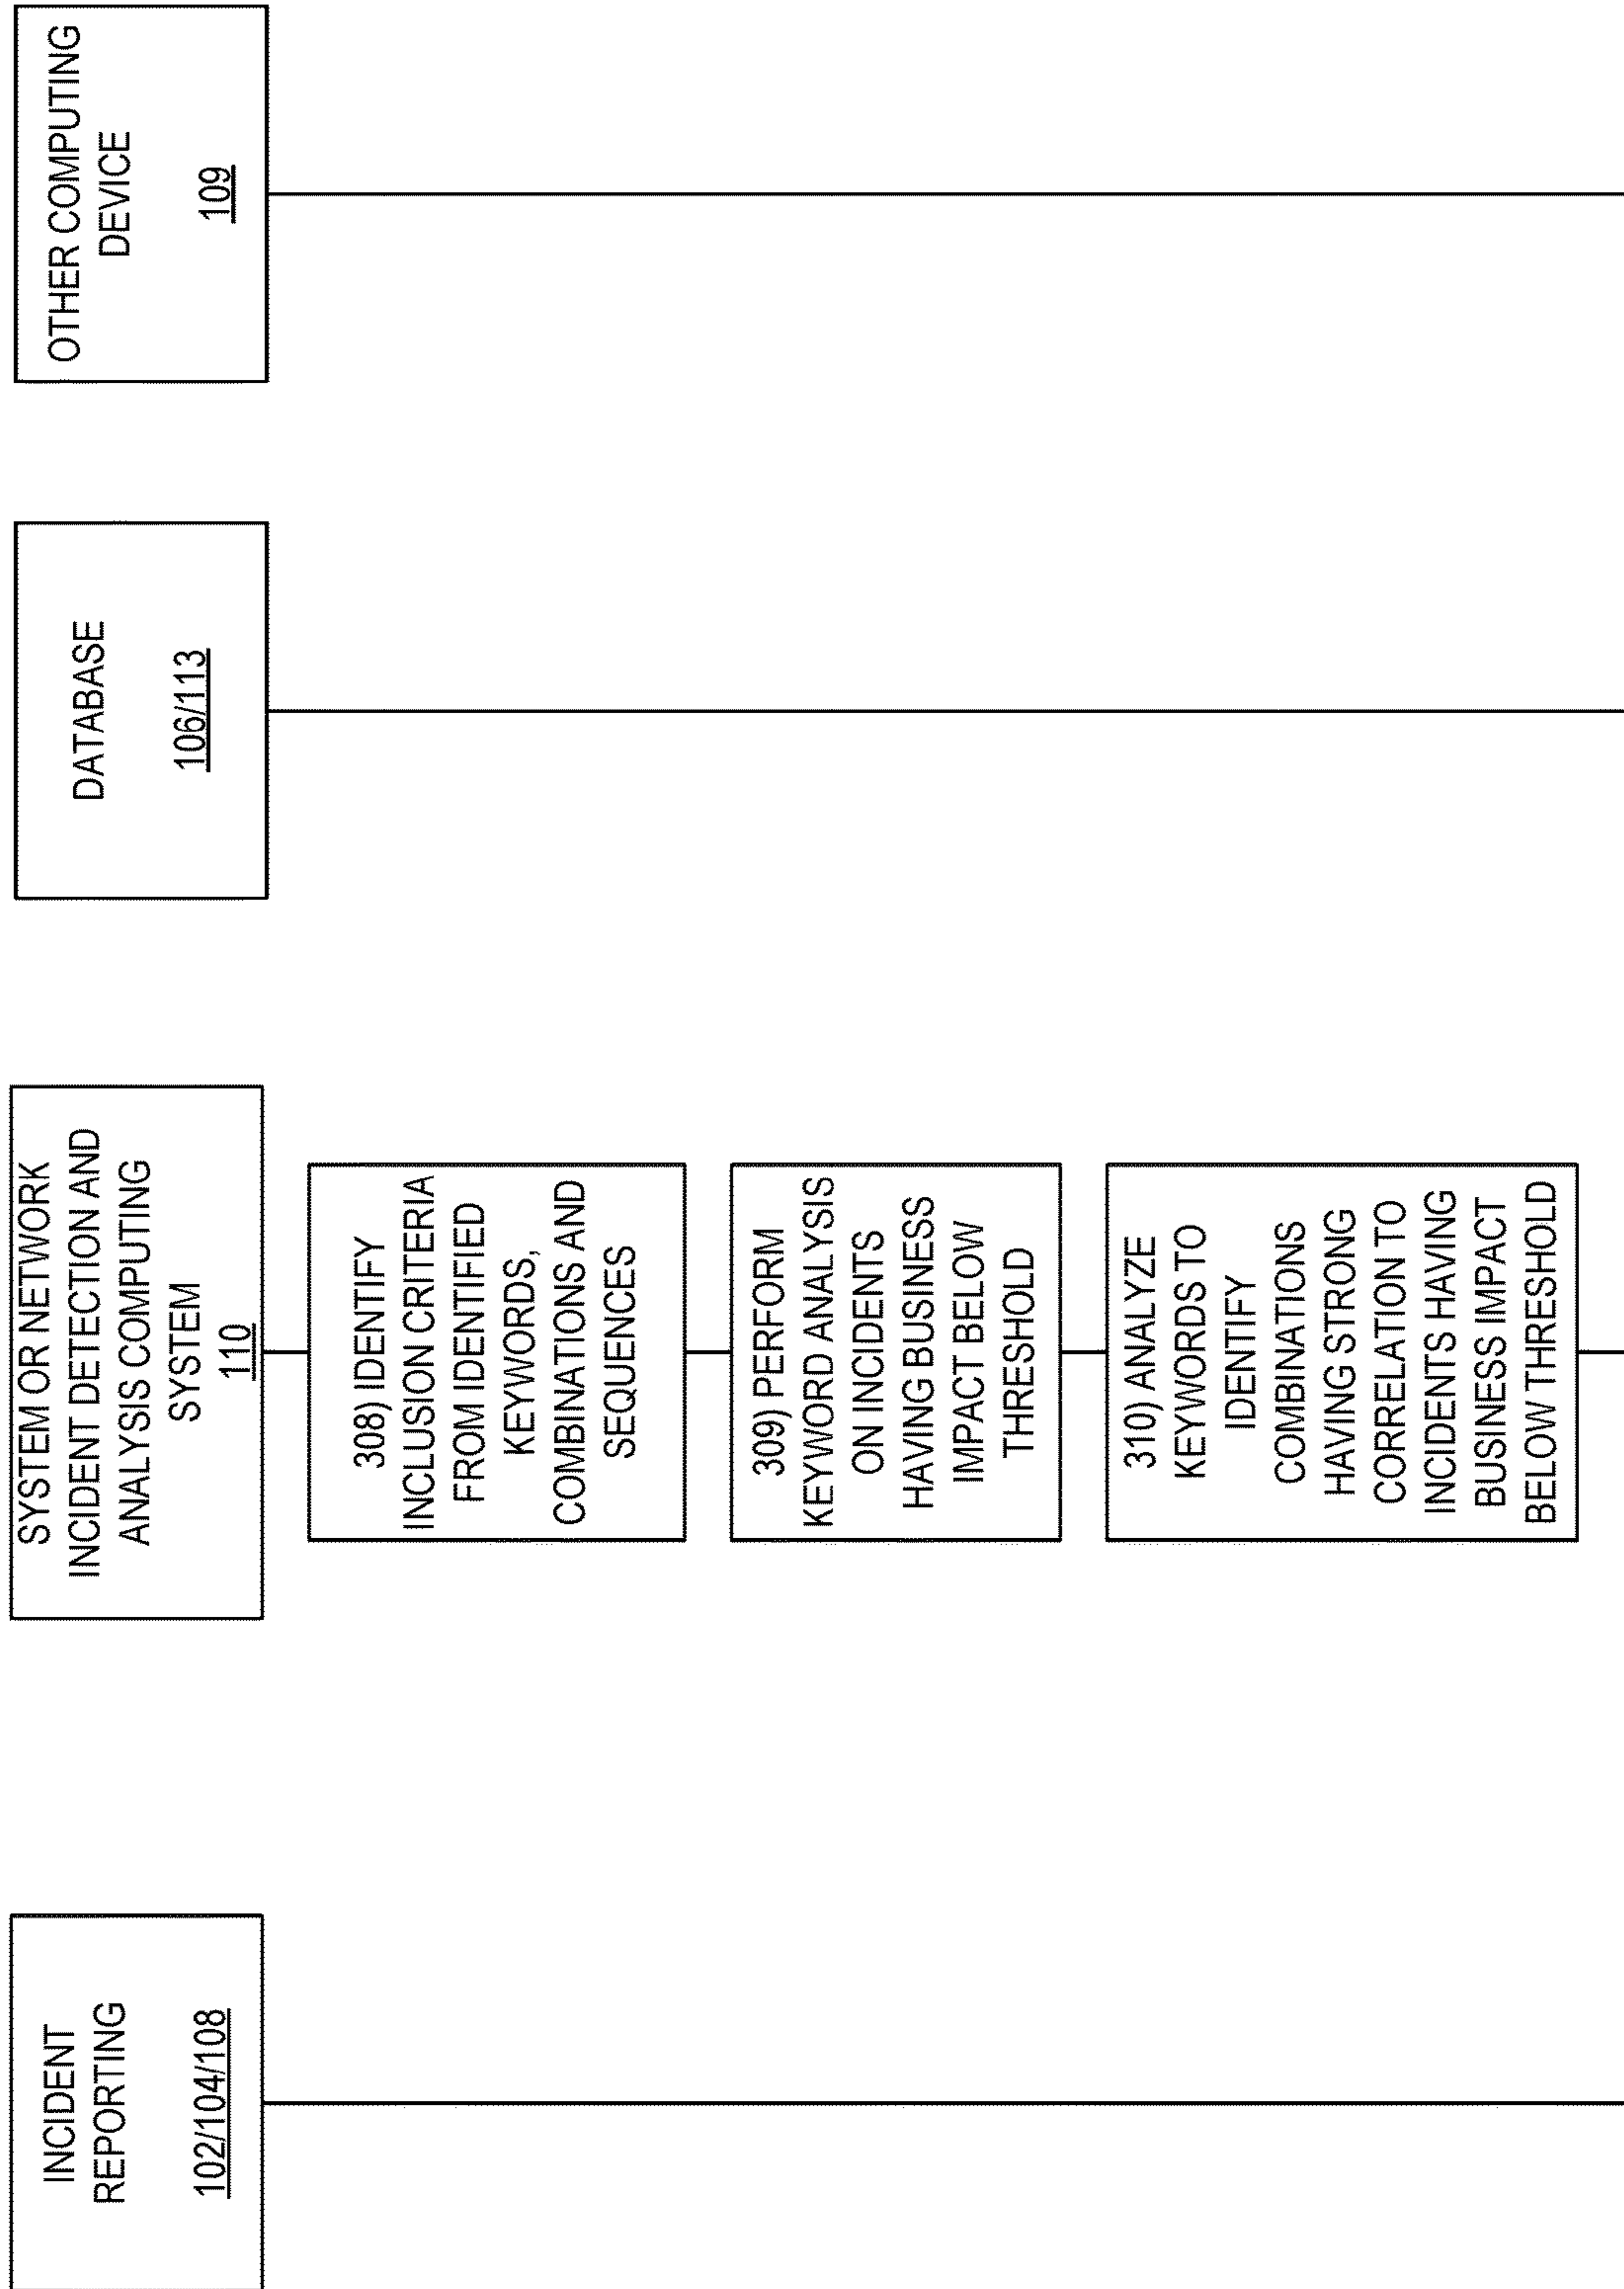 INCIDENT
REPORTING
102/104/108
SYSTEM OR NETWORK
INCIDENT DETECTION AND
ANALYSIS COMPUTING
SYSTEM
110
DATABASE
106/113
OTHER COMPUTING
DEVICE
109
308) IDENTIFY
INCLUSION CRITERIA
FROM IDENTIFIED
KEYWORDS,
COMBINATIONS AND
SEQUENCES
309) PERFORM
KEYWORD ANALYSIS
ON INCIDENTS
HAVING BUSINESS
IMPACT BELOW
THRESHOLD
310) ANALYZE
KEYWORDS TO
IDENTIFY
COMBINATIONS
HAVING STRONG
CORRELATION TO
INCIDENTS HAVING
BUSINESS IMPACT
BELOW THRESHOLD